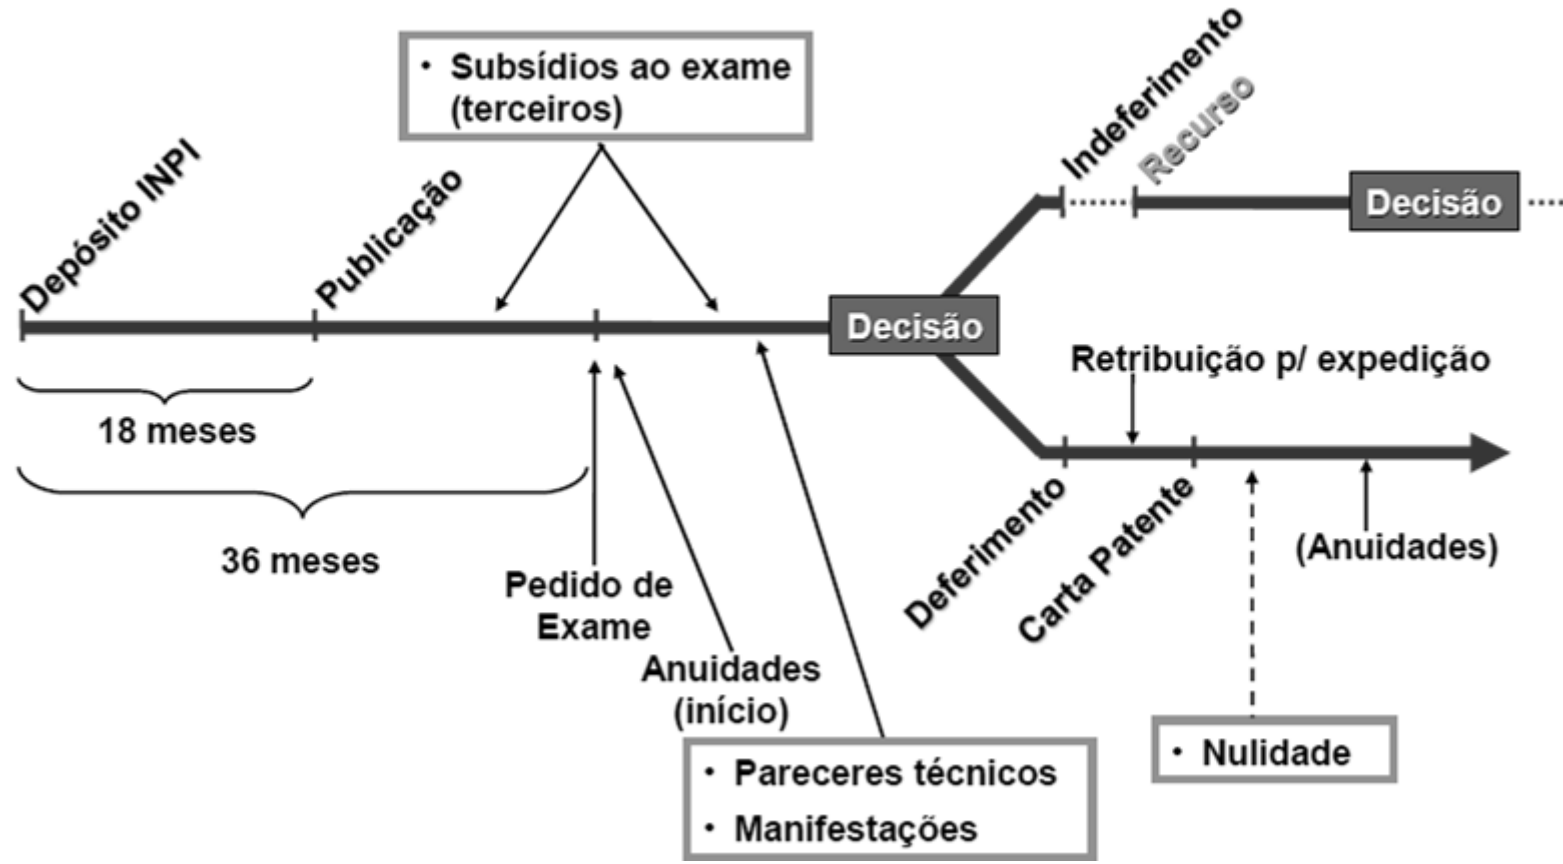 • Subsídios ao exame
(terceiros)
Depósito INPI
Publicação
Indeferimento
Recurso
Decisão
Decisão
Retribuição p/ expedição
18 meses
36 meses
Pedido de
Exame
Anuidades
(início)
Deferimento
Carta Patente
(Anuidades)
• Pareceres técnicos
• Manifestações
• Nulidade